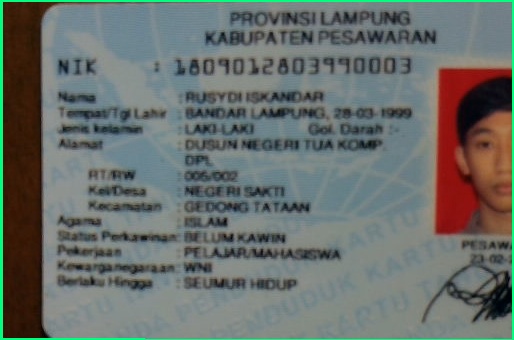 PROVINSI LAMPUNG
KABUPATEN PESAWARAN
NIK : 1809012803990003
Nama : RUSYDI ISKANDAR
Tempat/Tgl Lahir : BANDAR LAMPUNG, 28-03-1999
Jenis kelamin : LAKI-LAKI Gol. Darah :-
Alamat : DUSUN NEGERI TUA KOMP.
DPL
RT/RW : 005/002
Kel/Desa : NEGERI SAKTI
Kecamatan : GEDONG TATAAN
Agama : ISLAM
Status Perkawinan: BELUM KAWIN
Pekerjaan : PELAJAR/MAHASISWA
Kewarganegaraan: WNI
Berlaku Hingga : SEUMUR HIDUP
PESAWA
23-02-2